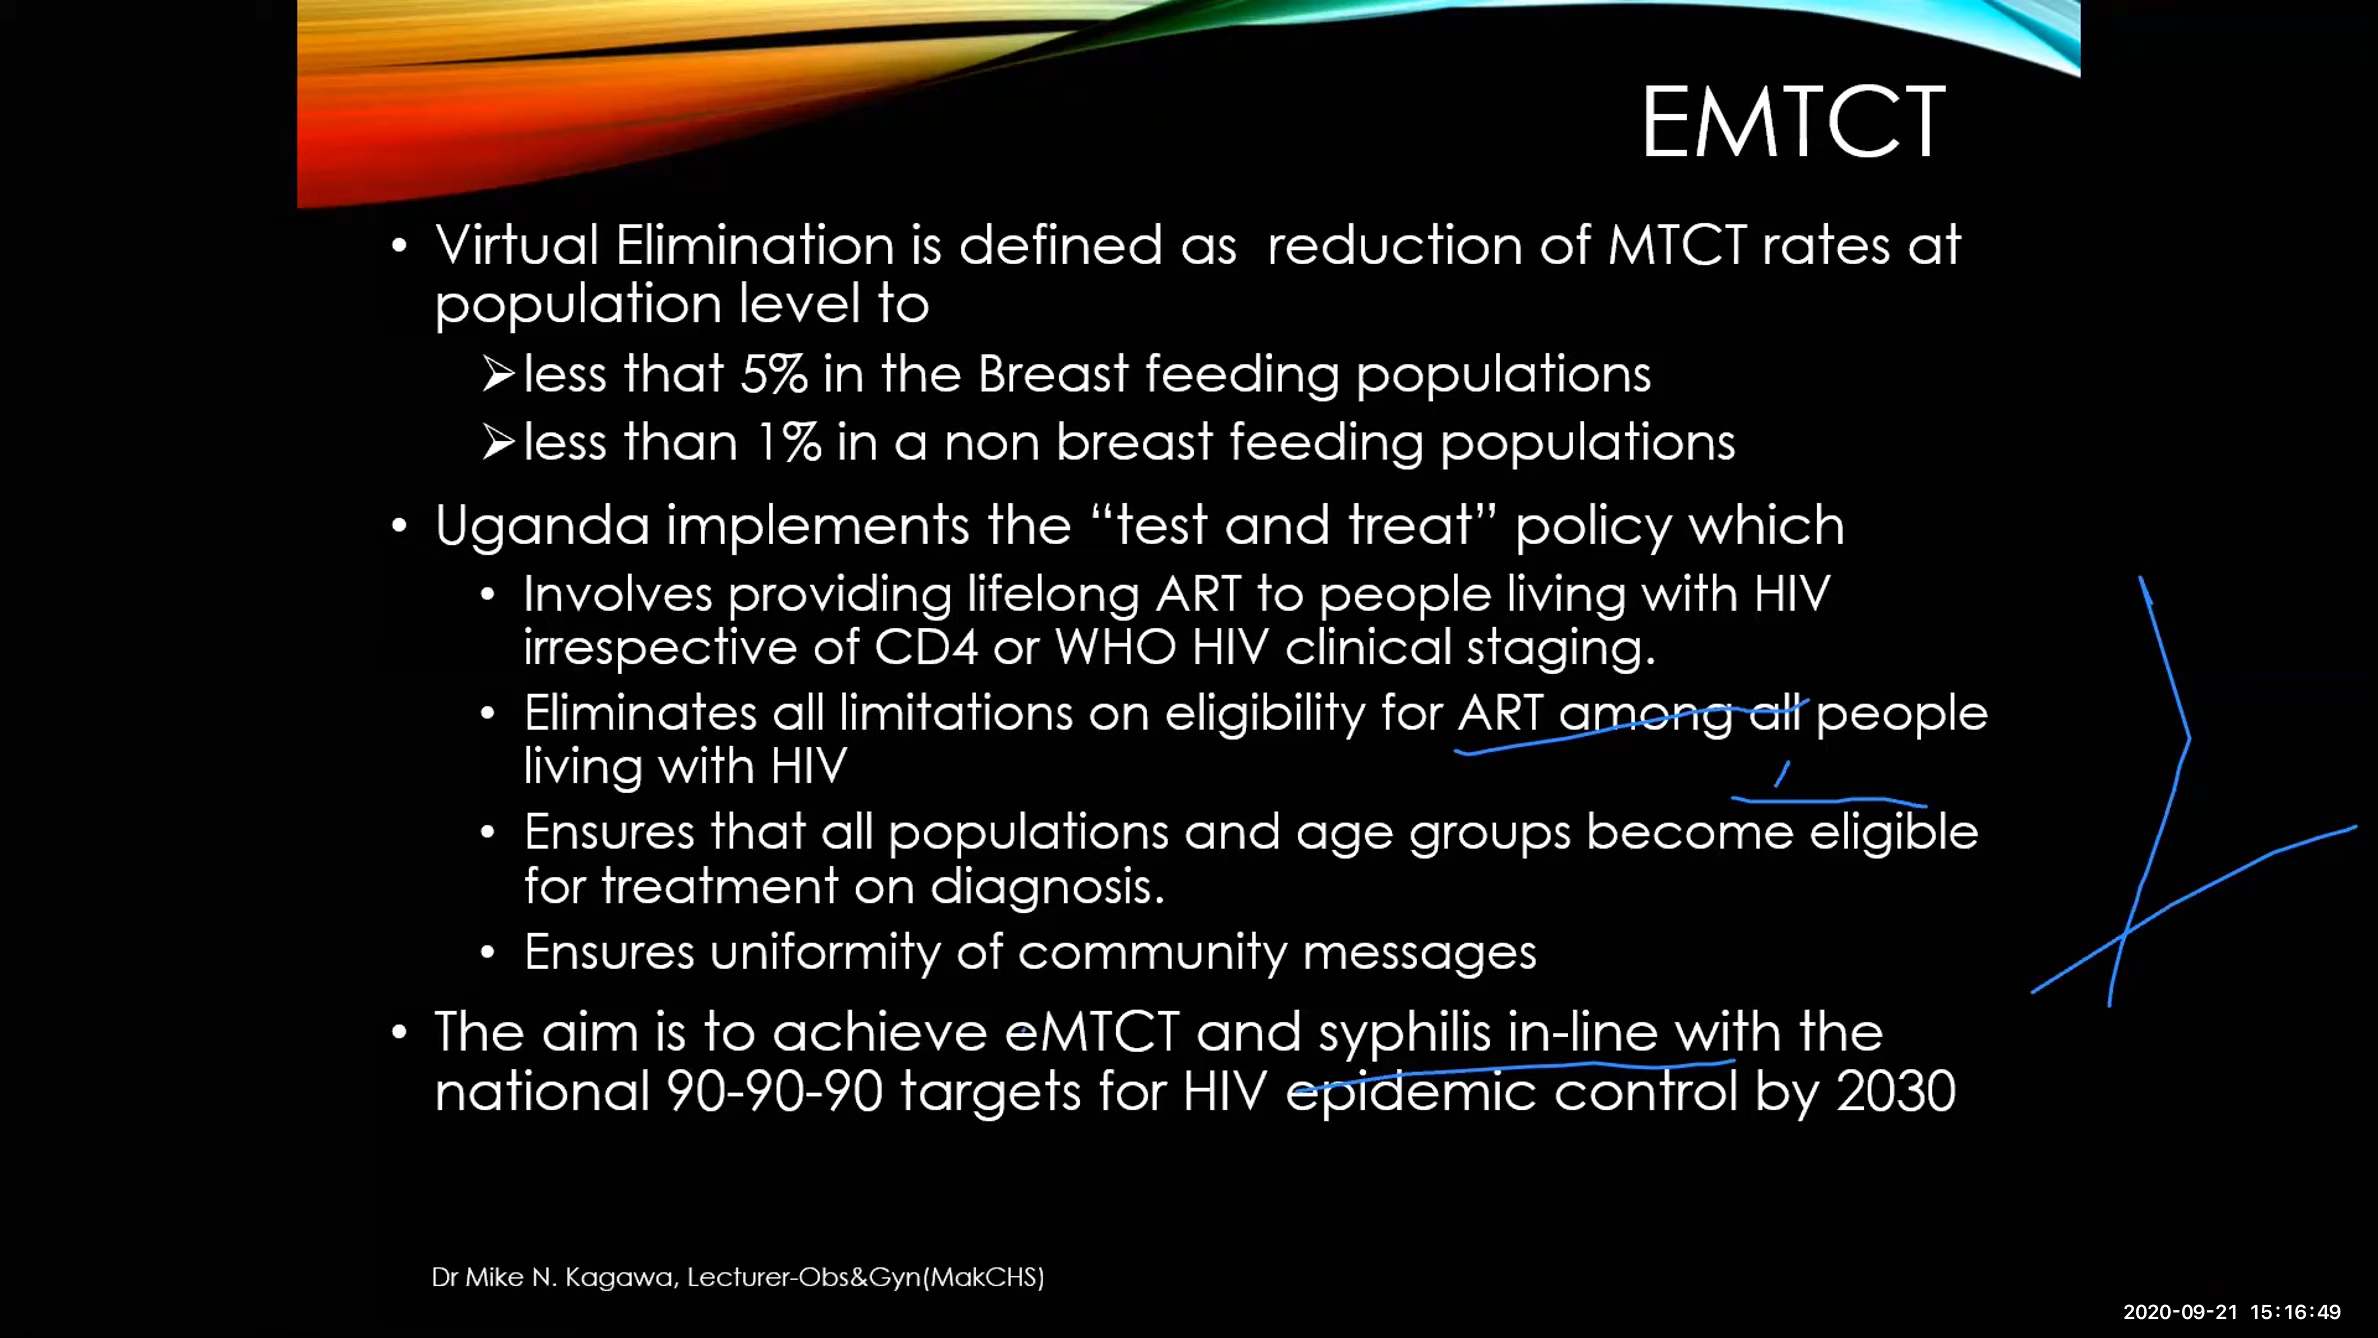 EMTCT
• Virtual Elimination is defined as  reduction of MTCT rates at
population level to
➢less that 5% in the Breast feeding populations
➢less than 1% in a non breast feeding populations
• Uganda implements the “test and treat” policy which
• Involves providing lifelong ART to people living with HIV
irrespective of CD4 or WHO HIV clinical staging.
• Eliminates all limitations on eligibility for ART among all people
living with HIV
• Ensures that all populations and age groups become eligible
for treatment on diagnosis.
• Ensures uniformity of community messages
• The aim is to achieve eMTCT and syphilis in-line with the
national 90-90-90 targets for HIV epidemic control by 2030
Dr Mike N. Kagawa, Lecturer-Obs&Gyn(MakCHS)
2020-09-21 15:16:49